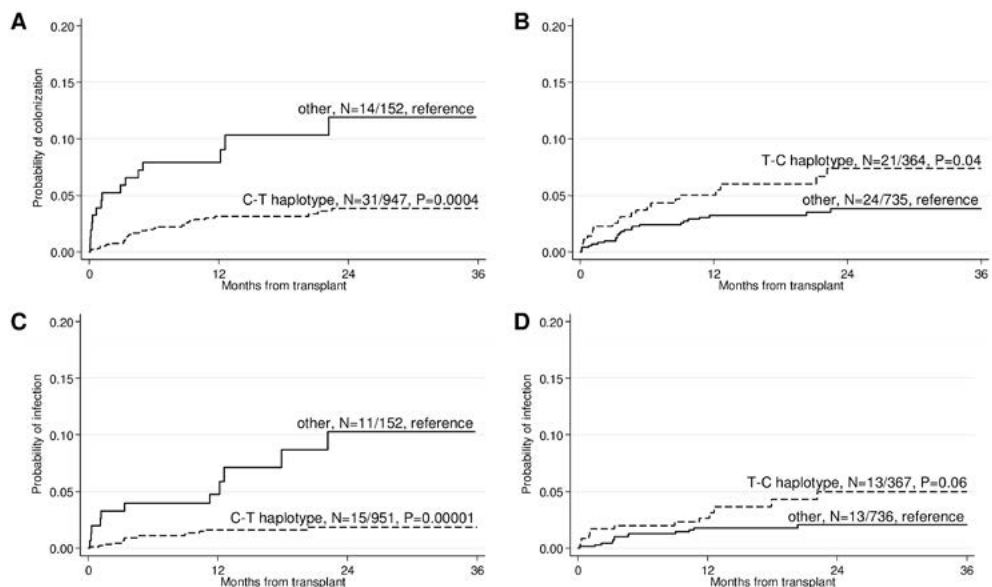 A
Probability of colonization
0.20
0.15
0.10
0.05
0.00
other, N=14/152, reference
C-T haplotype, N=31/947, P=0.0004
0
12
24
36
Months from transplant
B
Probability of colonization
0.20
0.15
0.10
0.05
0.00
T-C haplotype, N=21/364, P=0.04
other, N=24/735, reference
0
12
24
36
Months from transplant
C
Probability of infection
0.20
0.15
0.10
0.05
0.00
other, N=11/152, reference
C-T haplotype, N=15/951, P=0.00001
0
12
24
36
Months from transplant
D
Probability of infection
0.20
0.15
0.10
0.05
0.00
T-C haplotype, N=13/367, P=0.06
other, N=13/736, reference
0
12
24
36
Months from transplant